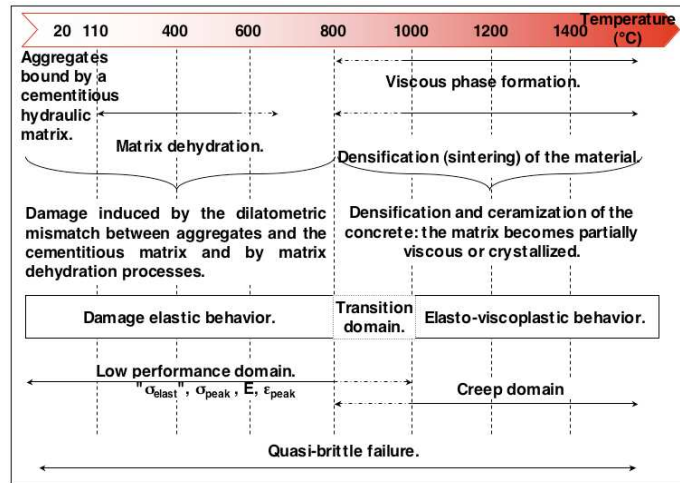 20 110 400 600 800 1000 1200 1400 Temperature
(°C)
Aggregates
bound by a
cementitious
hydraulic
matrix.
Viscous phase formation.
Matrix dehydration.
Densification (sintering) of the material.
Damage induced by the dilatometric
mismatch between aggregates and the
cementitious matrix and by matrix
dehydration processes.
Densification and ceramization of the
concrete: the matrix becomes partially
viscous or crystallized.
Damage elastic behavior.
Transition
domain.
Elasto-viscoplastic behavior.
Low performance domain.
"σelast", σpeak , E, εpeak
Creep domain
Quasi-brittle failure.